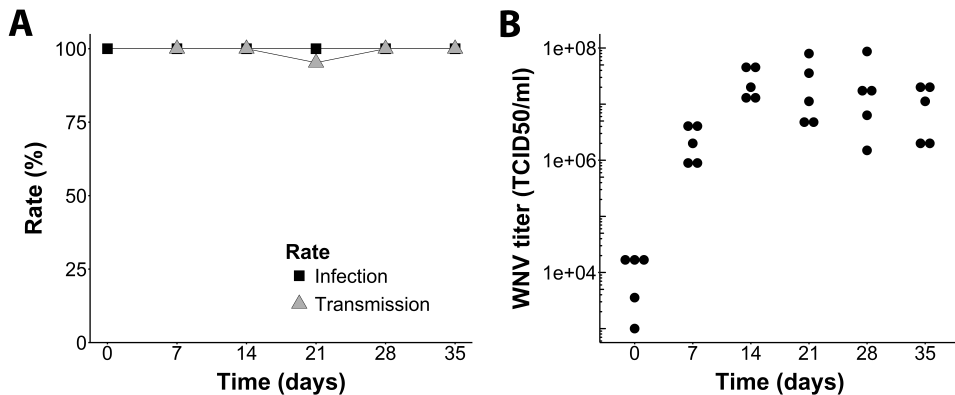 A
100
75
50
25
0
Rate (%)
Rate
Infection
Transmission
0 7 14 21 28 35
Time (days)
B
1e+08
1e+06
1e+04
WNV titer (TCID50/ml)
0 7 14 21 28 35
Time (days)